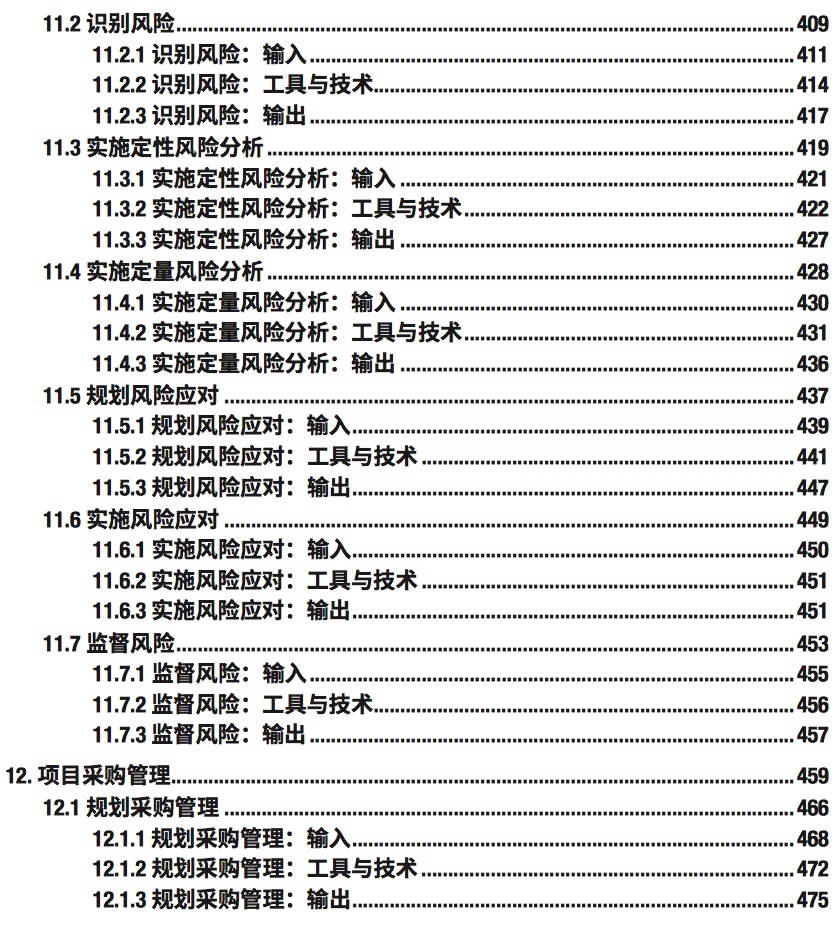 11.2 识别风险........409
11.2.1 识别风险：输入........411
11.2.2 识别风险：工具与技术........414
11.2.3 识别风险：输出........417
11.3 实施定性风险分析........419
11.3.1 实施定性风险分析：输入........421
11.3.2 实施定性风险分析：工具与技术........422
11.3.3 实施定性风险分析：输出........427
11.4 实施定量风险分析........428
11.4.1 实施定量风险分析：输入........430
11.4.2 实施定量风险分析：工具与技术........431
11.4.3 实施定量风险分析：输出........436
11.5 规划风险应对........437
11.5.1 规划风险应对：输入........439
11.5.2 规划风险应对：工具与技术........441
11.5.3 规划风险应对：输出........447
11.6 实施风险应对........449
11.6.1 实施风险应对：输入........450
11.6.2 实施风险应对：工具与技术........451
11.6.3 实施风险应对：输出........451
11.7 监督风险........453
11.7.1 监督风险：输入........455
11.7.2 监督风险：工具与技术........456
11.7.3 监督风险：输出........457
12. 项目采购管理........459
12.1 规划采购管理........466
12.1.1 规划采购管理：输入........468
12.1.2 规划采购管理：工具与技术........472
12.1.3 规划采购管理：输出........475